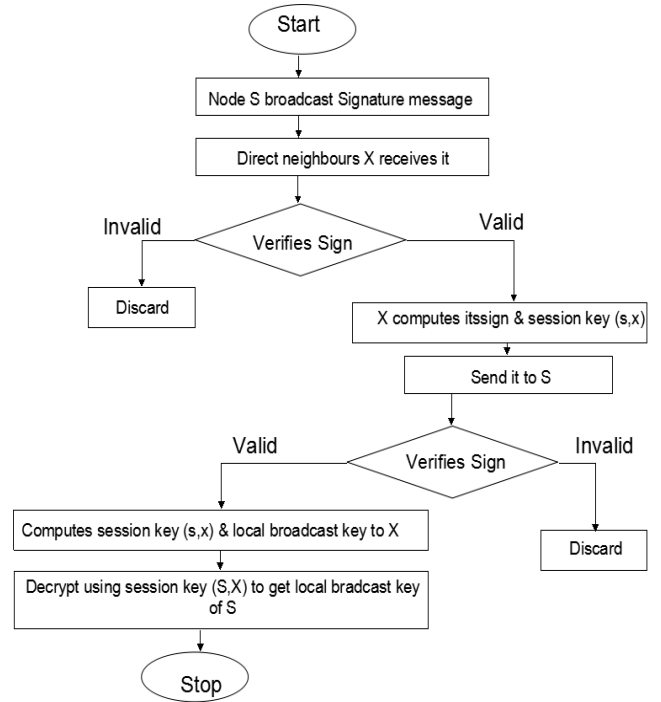 Start
Node S broadcast Signature message
Direct neighbours X receives it
Invalid
Valid
Verifies Sign
Discard
X computes itssign & session key (s,x)
Send it to S
Valid
Invalid
Verifies Sign
Computes session key (s,x) & local broadcast key to X
Discard
Decrypt using session key (S,X) to get local bradcast key
of S
Stop